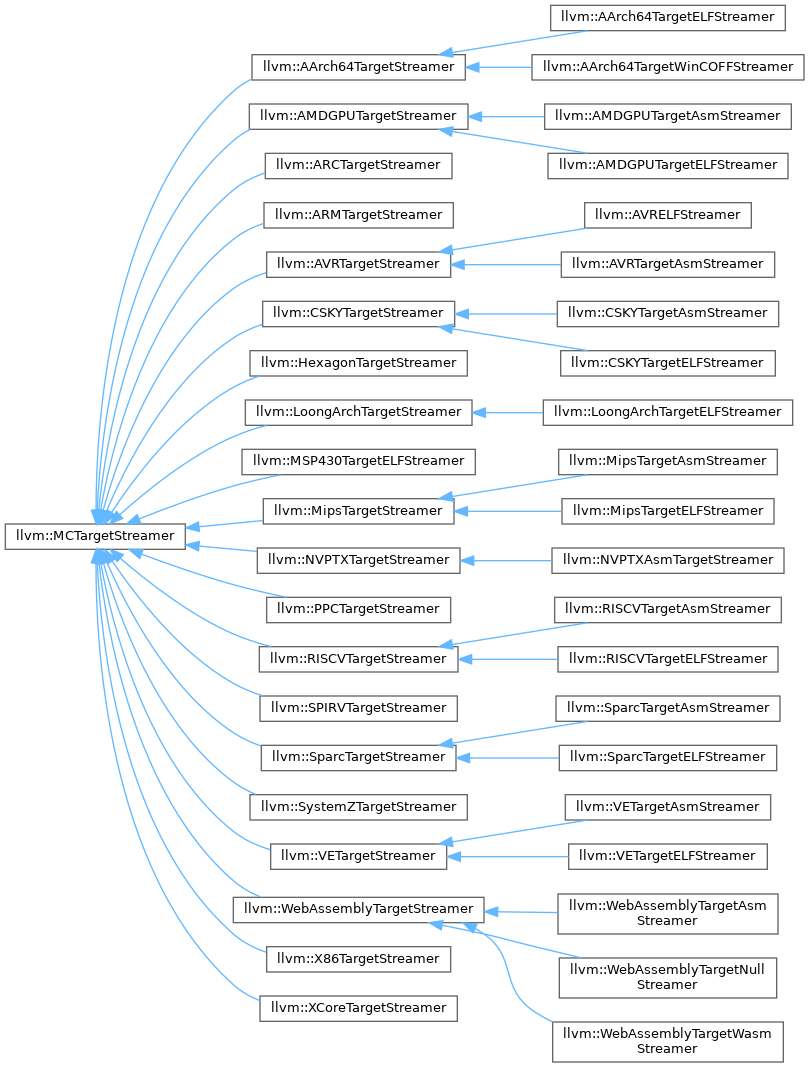 llvm::AArch64TargetELFStreamer
llvm::AArch64TargetStreamer
llvm::AArch64TargetWinCOFFStreamer
llvm::AMDGPUTargetStreamer
llvm::AMDGPUTargetAsmStreamer
llvm::ARCTargetStreamer
llvm::AMDGPUTargetELFStreamer
llvm::ARMTargetStreamer
llvm::AVRELFStreamer
llvm::AVRTargetStreamer
llvm::AVRTargetAsmStreamer
llvm::CSKYTargetStreamer
llvm::CSKYTargetAsmStreamer
llvm::HexagonTargetStreamer
llvm::CSKYTargetELFStreamer
llvm::LoongArchTargetStreamer
llvm::LoongArchTargetELFStreamer
llvm::MSP430TargetELFStreamer
llvm::MipsTargetAsmStreamer
llvm::MipsTargetStreamer
llvm::MipsTargetELFStreamer
llvm::MCTargetStreamer
llvm::NVPTXTargetStreamer
llvm::NVPTXAsmTargetStreamer
llvm::PPCTargetStreamer
llvm::RISCVTargetAsmStreamer
llvm::RISCVTargetStreamer
llvm::RISCVTargetELFStreamer
llvm::SPIRVTargetStreamer
llvm::SparcTargetAsmStreamer
llvm::SparcTargetStreamer
llvm::SparcTargetELFStreamer
llvm::SystemZTargetStreamer
llvm::VETargetAsmStreamer
llvm::VETargetStreamer
llvm::VETargetELFStreamer
llvm::WebAssemblyTargetStreamer
llvm::WebAssemblyTargetAsm
Streamer
llvm::X86TargetStreamer
llvm::WebAssemblyTargetNull
Streamer
llvm::XCoreTargetStreamer
llvm::WebAssemblyTargetWasm
Streamer